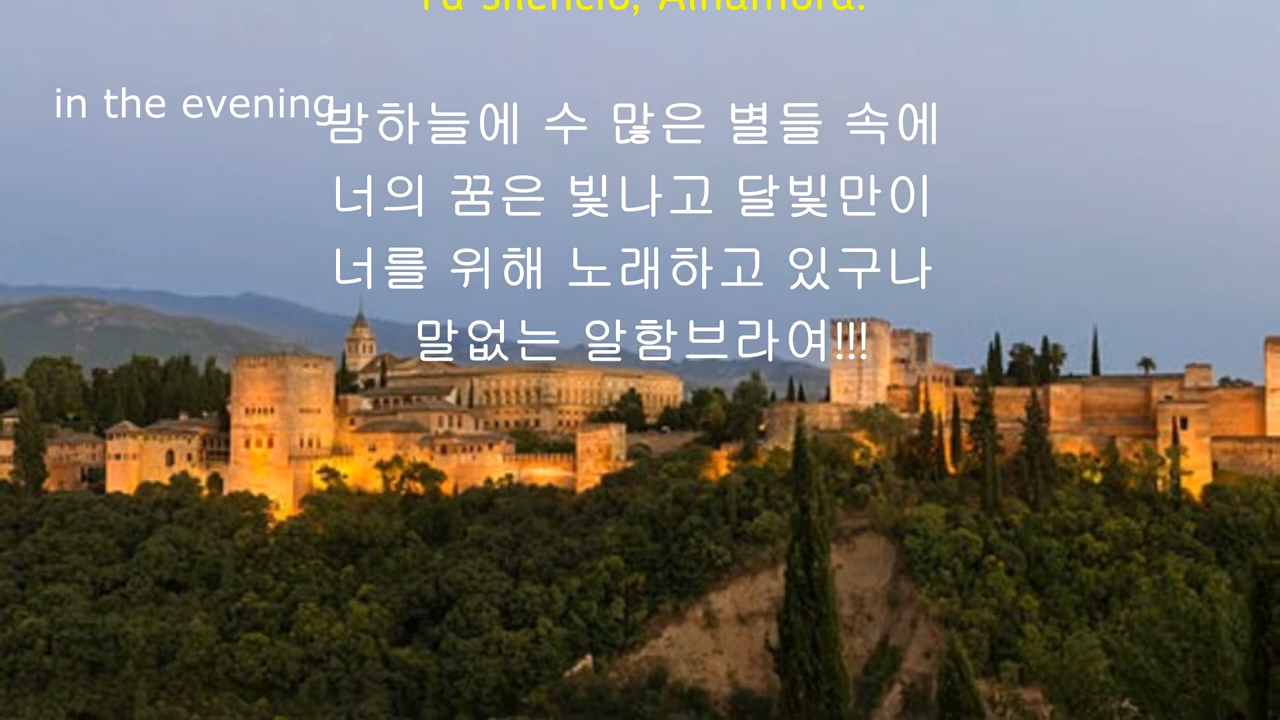 Tu silencio, Alhambra.
in the evening
밤하늘에 수 많은 별들 속에
너의 꿈은 빛나고 달빛만이
너를 위해 노래하고 있구나
말없는 알함브라여!!!